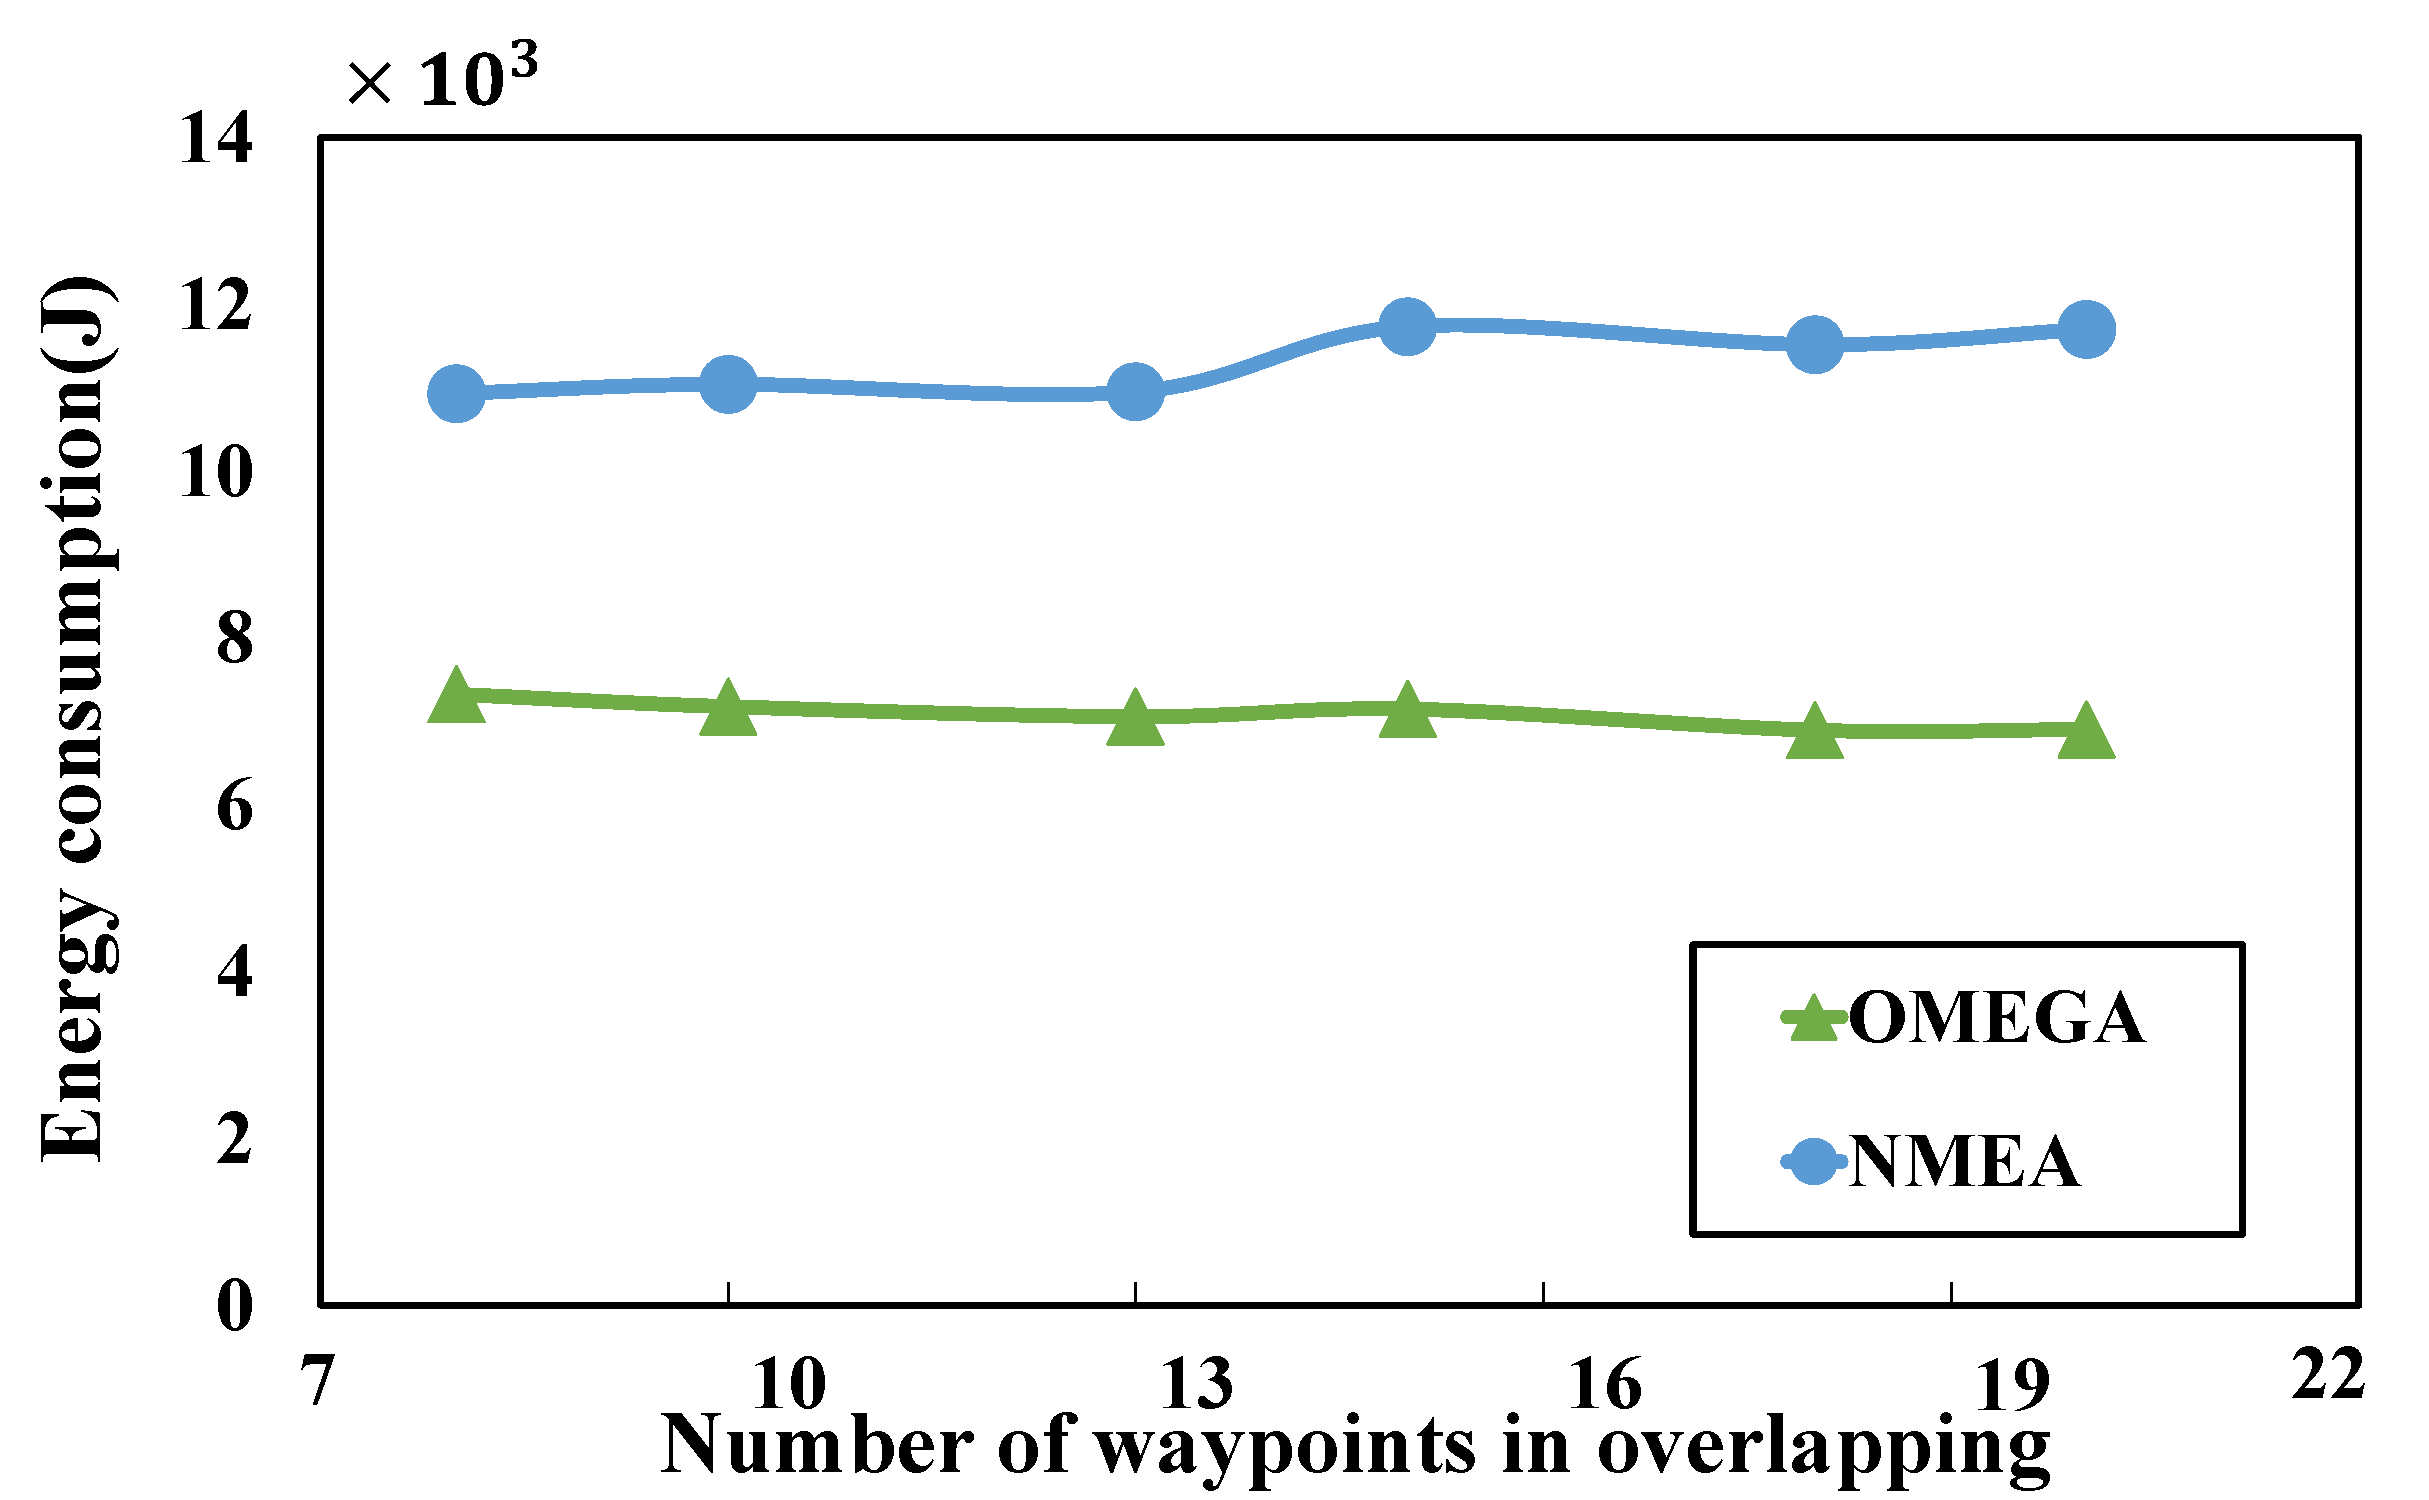 × 10³
14
12
10
8
6
4
2
0
Energy consumption(J)
OMEGA
NMEA
7 10 13 16 19 22
Number of waypoints in overlapping